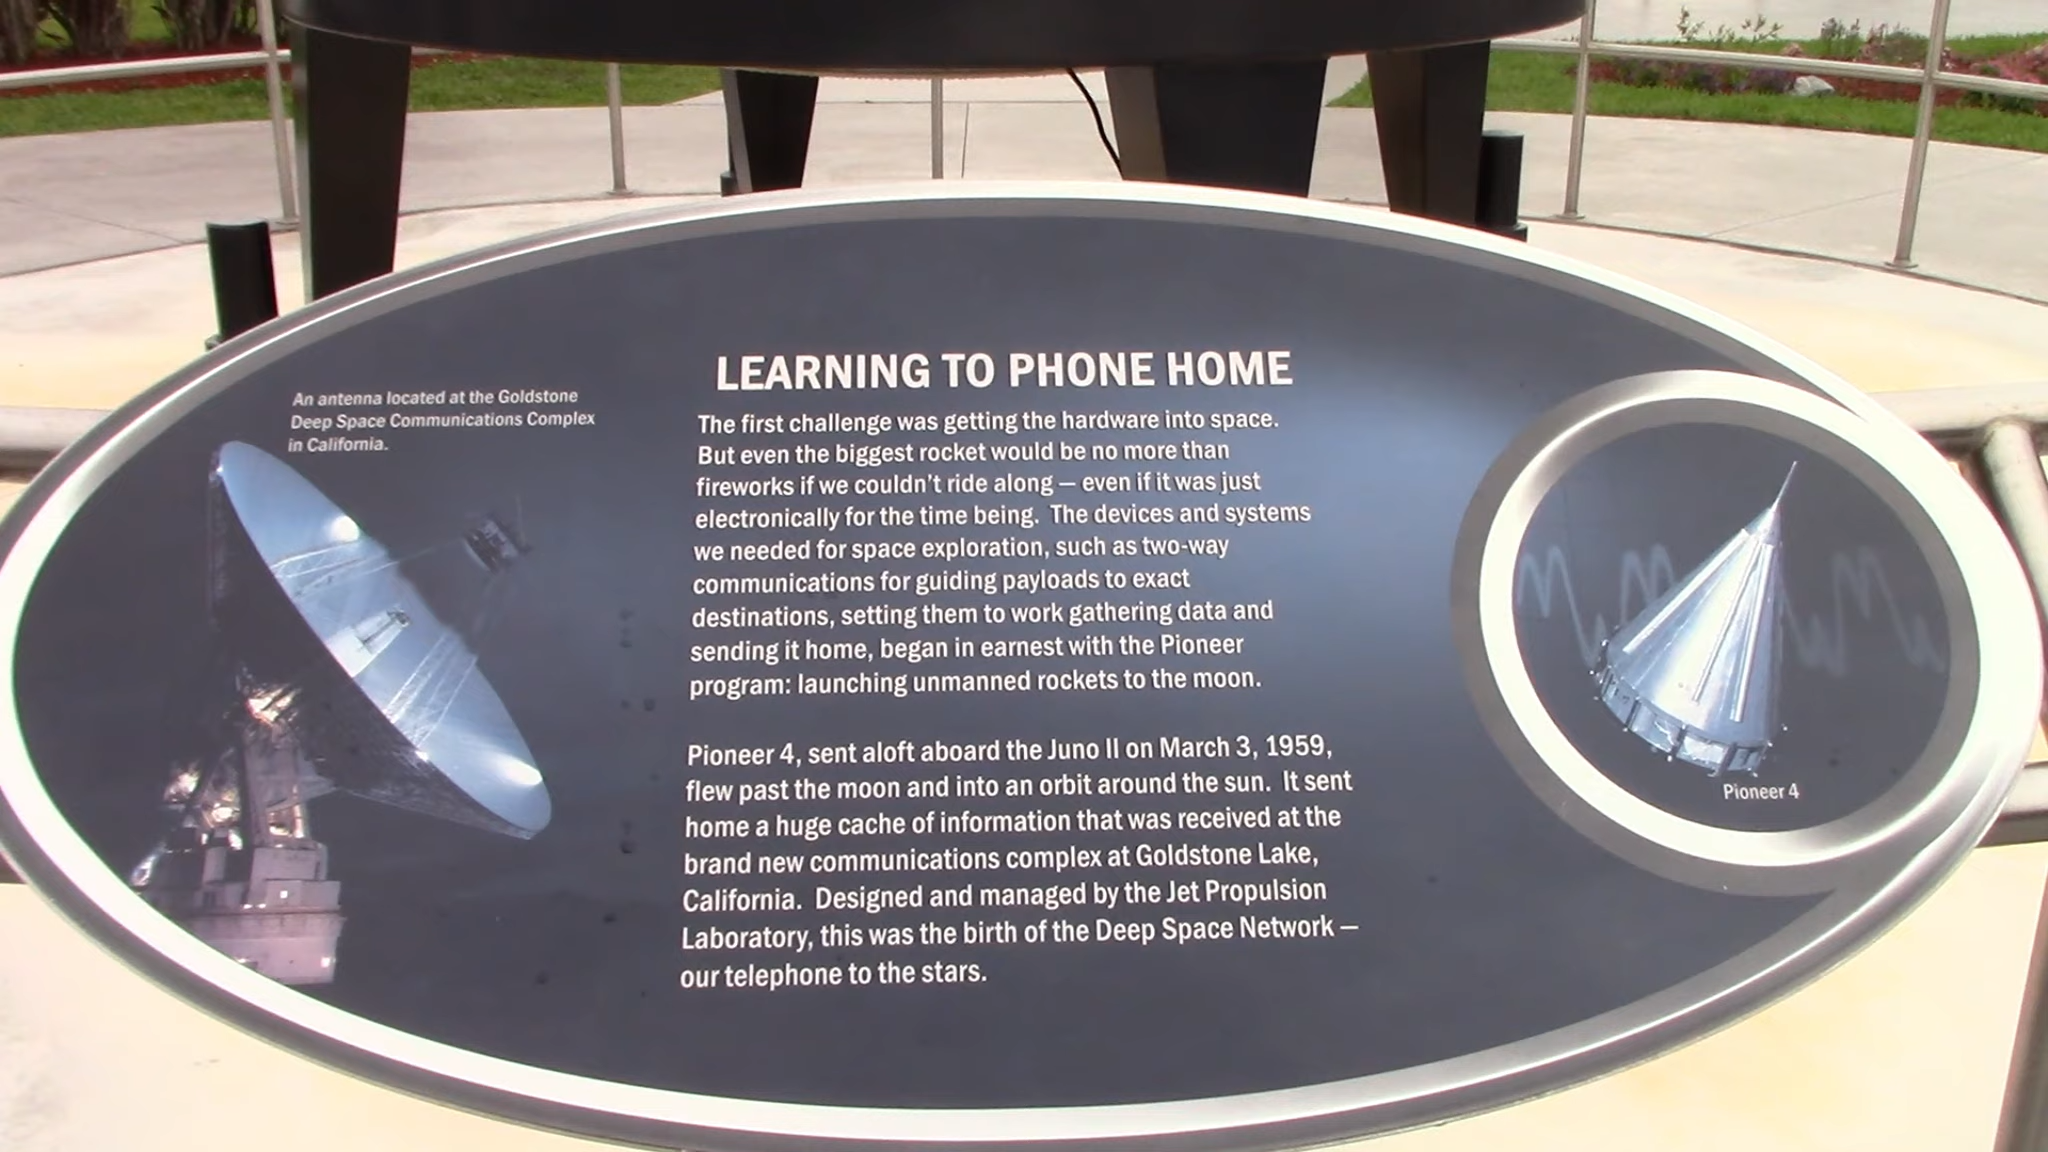 An antenna located at the Goldstone
Deep Space Communications Complex
in California.
LEARNING TO PHONE HOME
The first challenge was getting the hardware into space.
But even the biggest rocket would be no more than
fireworks if we couldn't ride along — even if it was just
electronically for the time being. The devices and systems
we needed for space exploration, such as two-way
communications for guiding payloads to exact
destinations, setting them to work gathering data and
sending it home, began in earnest with the Pioneer
program: launching unmanned rockets to the moon.
Pioneer 4, sent aloft aboard the Juno II on March 3, 1959,
flew past the moon and into an orbit around the sun. It sent
home a huge cache of information that was received at the
brand new communications complex at Goldstone Lake,
California. Designed and managed by the Jet Propulsion
Laboratory, this was the birth of the Deep Space Network —
our telephone to the stars.
Pioneer 4